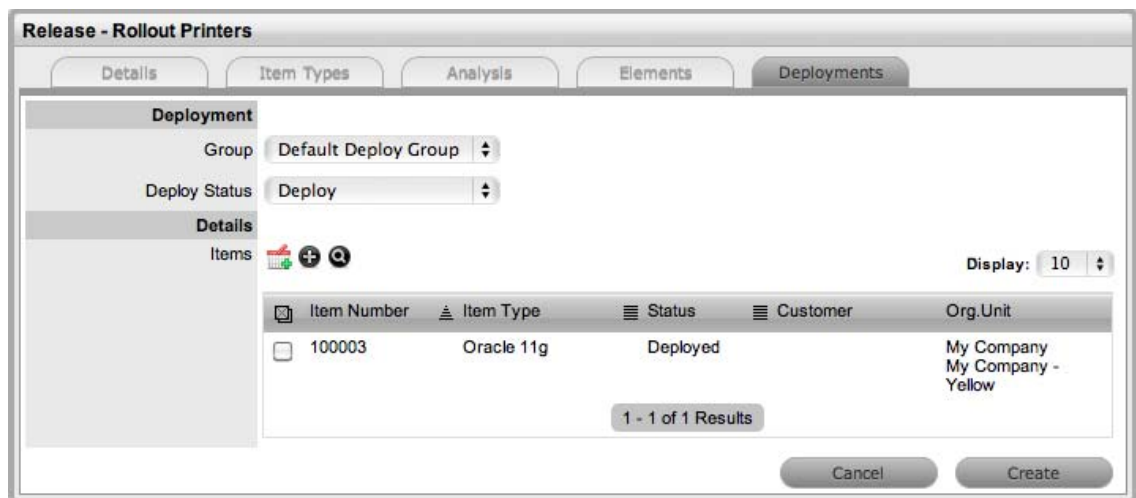 Release - Rollout Printers
Details Item Types Analysis Elements Deployments
Deployment
Group Default Deploy Group
Deploy Status Deploy
Details
Items
Display: 10
Item Number Item Type Status Customer Org.Unit
100003 Oracle 11g Deployed My Company
My Company -
Yellow
1 - 1 of 1 Results
Cancel Create